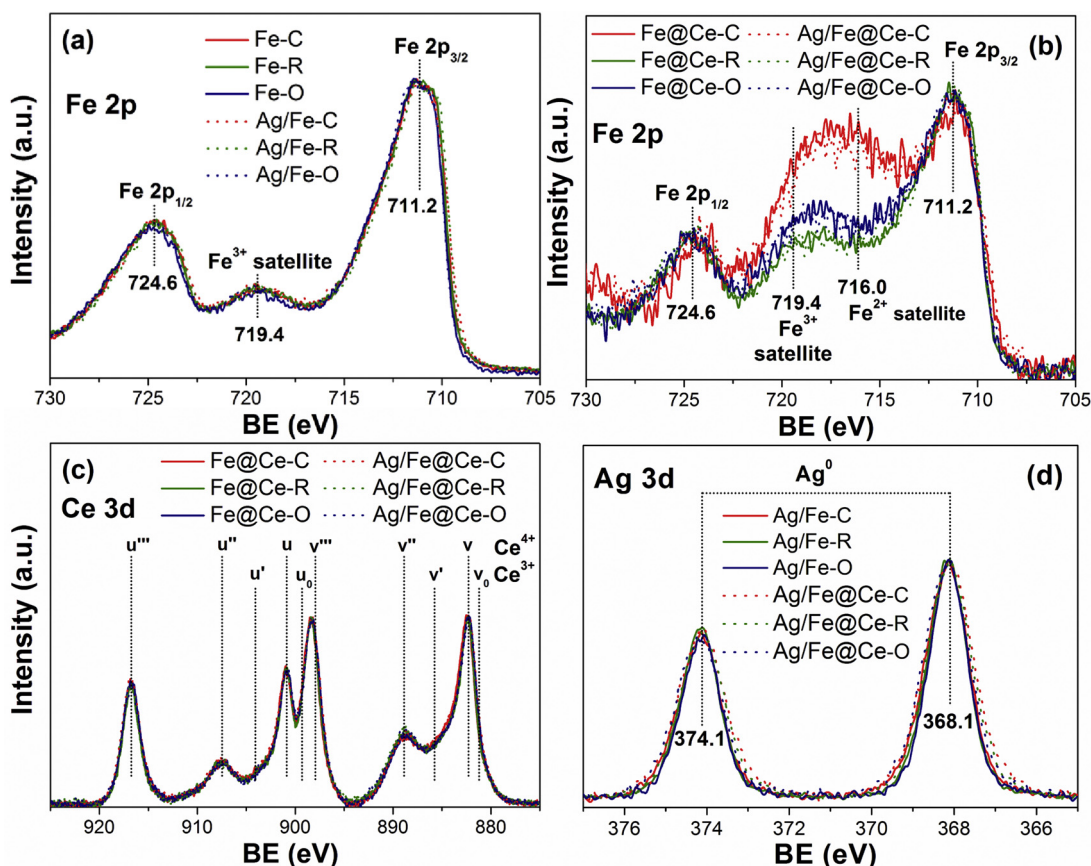 (a)
Fe 2p
Fe-C
Fe-R
Fe-O
Ag/Fe-C
Ag/Fe-R
Ag/Fe-O
Fe 2p3/2
711.2
Fe 2p1/2
724.6
Fe3+ satellite
719.4
Intensity (a.u.)
730 725 720 715 710 705
BE (eV)
(b)
Fe 2p
Fe@Ce-C Ag/Fe@Ce-C
Fe@Ce-R Ag/Fe@Ce-R
Fe@Ce-O Ag/Fe@Ce-O
Fe 2p3/2
711.2
Fe 2p1/2
724.6
719.4
Fe3+
satellite
716.0
Fe2+ satellite
Intensity (a.u.)
730 725 720 715 710 705
BE (eV)
(c)
Ce 3d
Fe@Ce-C Ag/Fe@Ce-C
Fe@Ce-R Ag/Fe@Ce-R
Fe@Ce-O Ag/Fe@Ce-O
u''' u'' u v''' v'' v Ce4+
u' u0 v' v0 Ce3+
Intensity (a.u.)
920 910 900 890 880
BE (eV)
(d)
Ag 3d
Ag0
Ag/Fe-C
Ag/Fe-R
Ag/Fe-O
Ag/Fe@Ce-C
Ag/Fe@Ce-R
Ag/Fe@Ce-O
374.1
368.1
Intensity (a.u.)
376 374 372 370 368 366
BE (eV)